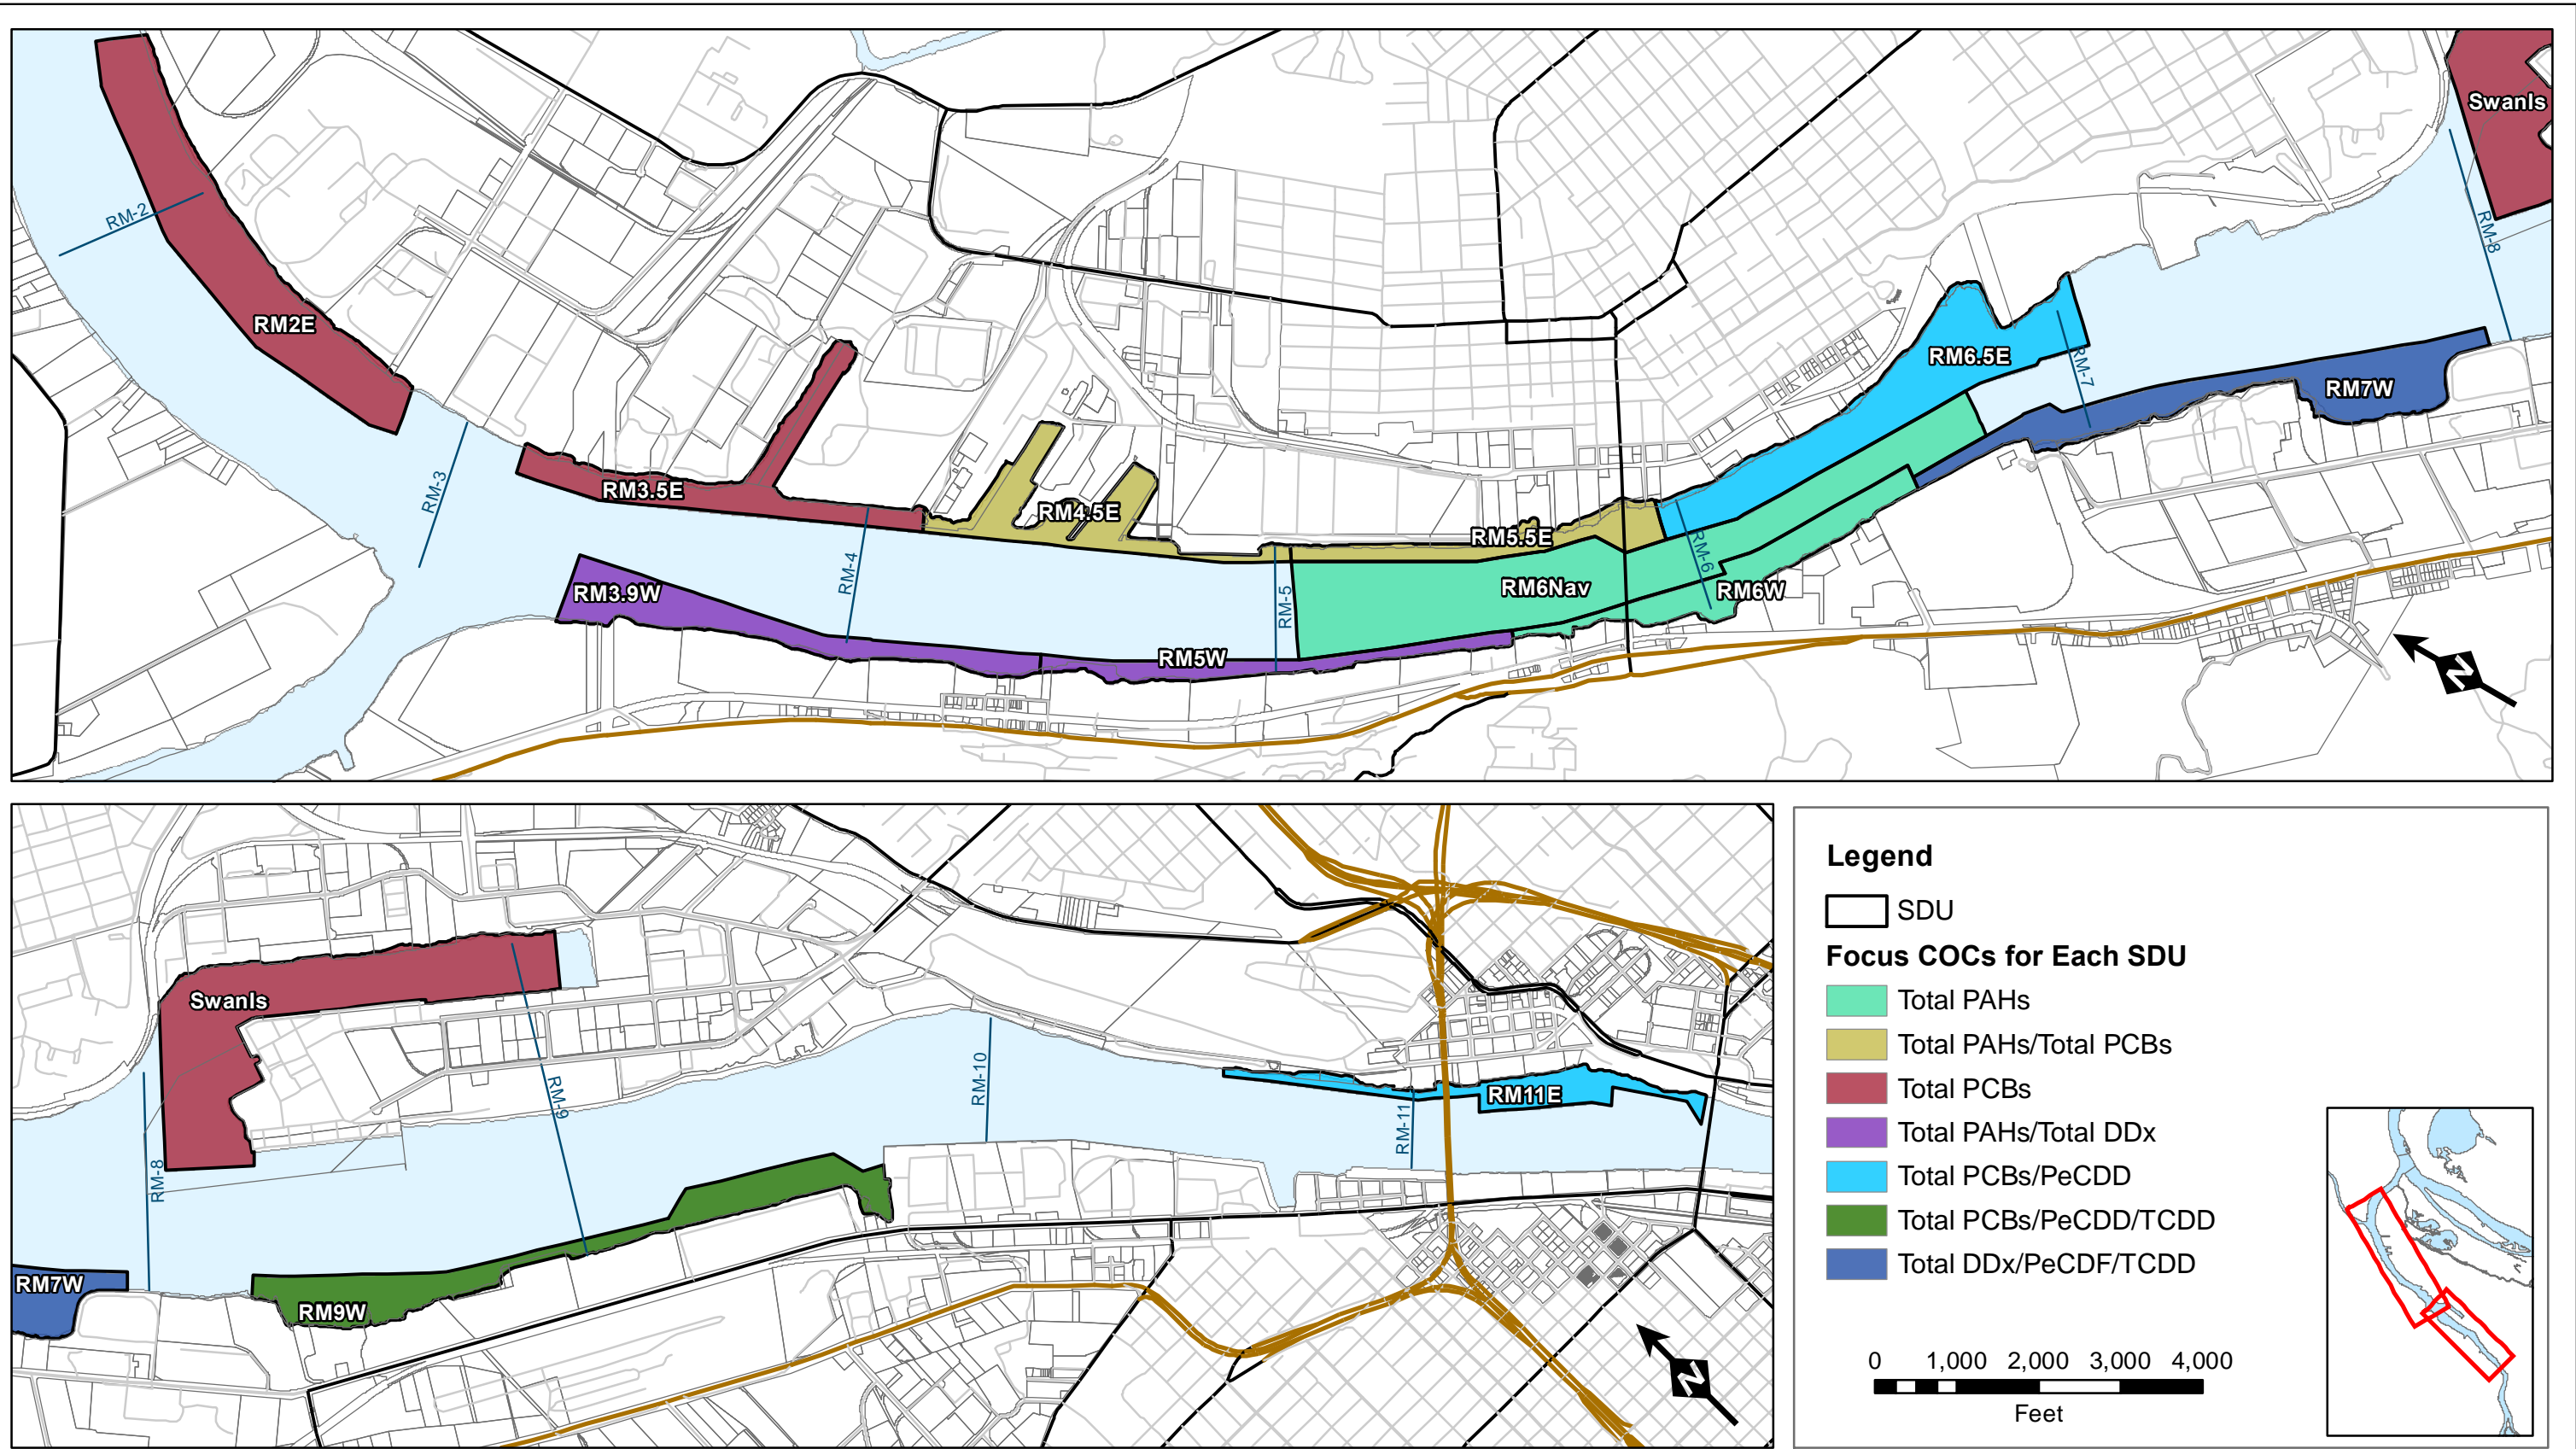 SwanIs
RM-2
RM-8
RM2E
RM6.5E
RM-7
RM7W
RM-3
RM3.5E
RM4.5E
RM5.5E
RM-4
RM-5
RM-6
RM6Nav
RM6W
RM3.9W
RM5W
N
SwanIs
RM-9
RM-10
RM11E
RM-11
RM-8
RM7W
RM9W
N
Legend
SDU
Focus COCs for Each SDU
Total PAHs
Total PAHs/Total PCBs
Total PCBs
Total PAHs/Total DDx
Total PCBs/PeCDD
Total PCBs/PeCDD/TCDD
Total DDx/PeCDF/TCDD
0 1,000 2,000 3,000 4,000
Feet